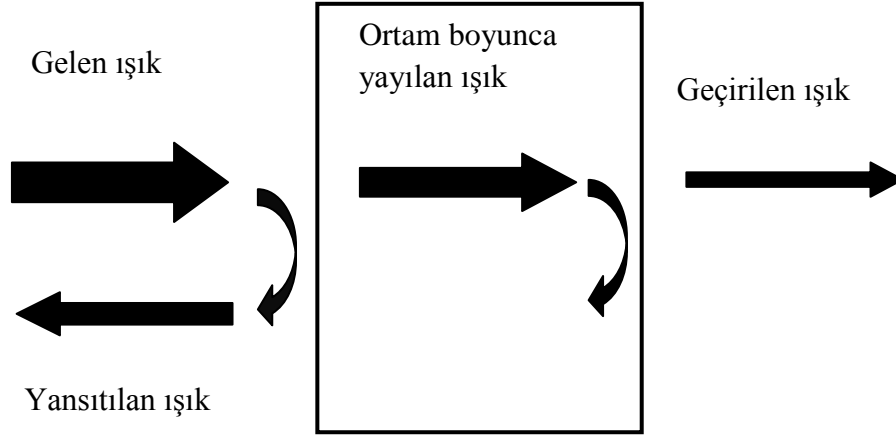 Gelen ışık
Ortam boyunca
yayılan ışık
Geçirilen ışık
Yansıtılan ışık